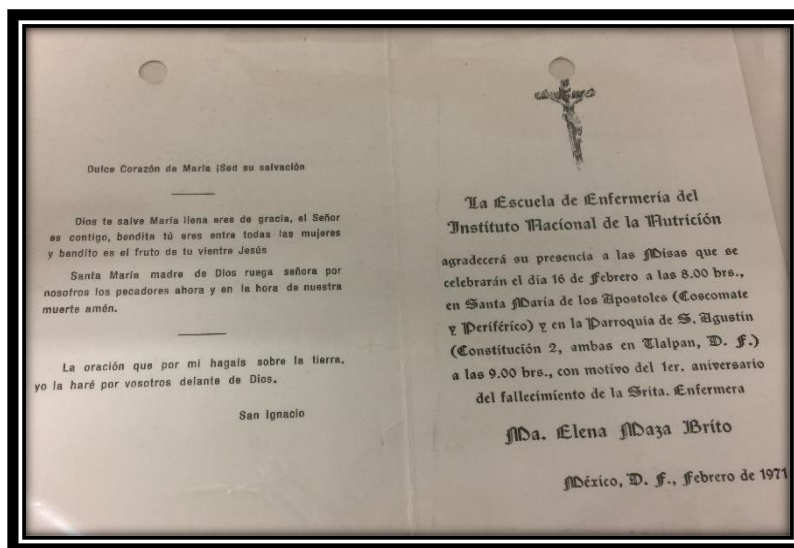 Dulce Corazón de María ¡Sed su salvación
Dios te salve María llena eres de gracia, el Señor
es contigo, bendita tú eres entre todas las mujeres
y bendito es el fruto de tu vientre Jesús
Santa María madre de Dios ruega señora por
nosotros los pecadores ahora y en la hora de nuestra
muerte amén.
La oración que por mi hagaís sobre la tierra.
yo la haré por vosotros delante de Dios.
San Ignacio
La Escuela de Enfermería del
Instituto Nacional de la Nutrición
agradecerá su presencia a las Misas que se
celebrarán el día 16 de Febrero a las 8.00 hrs.,
en Santa María de los Apostoles (Coscomate
y Periférico) y en la Parroquia de S. Agustín
(Constitución 2, ambas en Tlalpan, D. F.)
a las 9.00 hrs., con motivo del 1er. aniversario
del fallecimiento de la Srita. Enfermera
Ma. Elena Maza Brito
México, D. F., Febrero de 1971